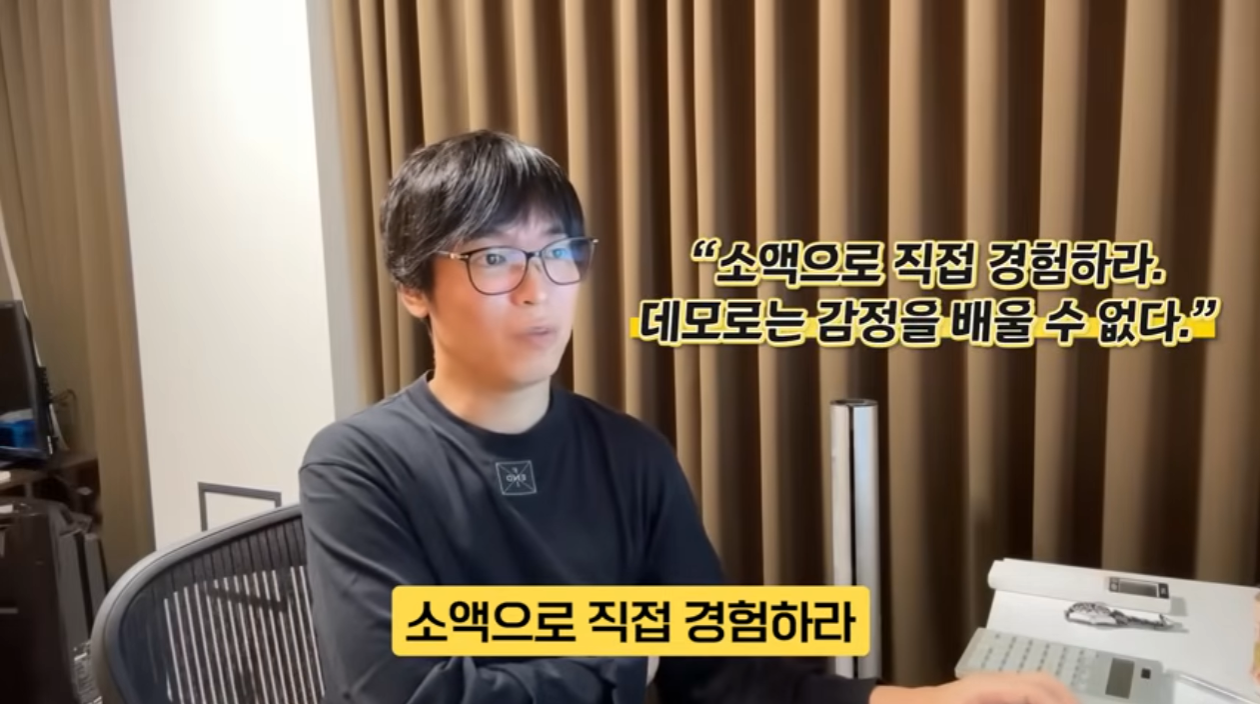 “소액으로 직접 경험하라.
데모로는 감정을 배울 수 없다.”
소액으로 직접 경험하라